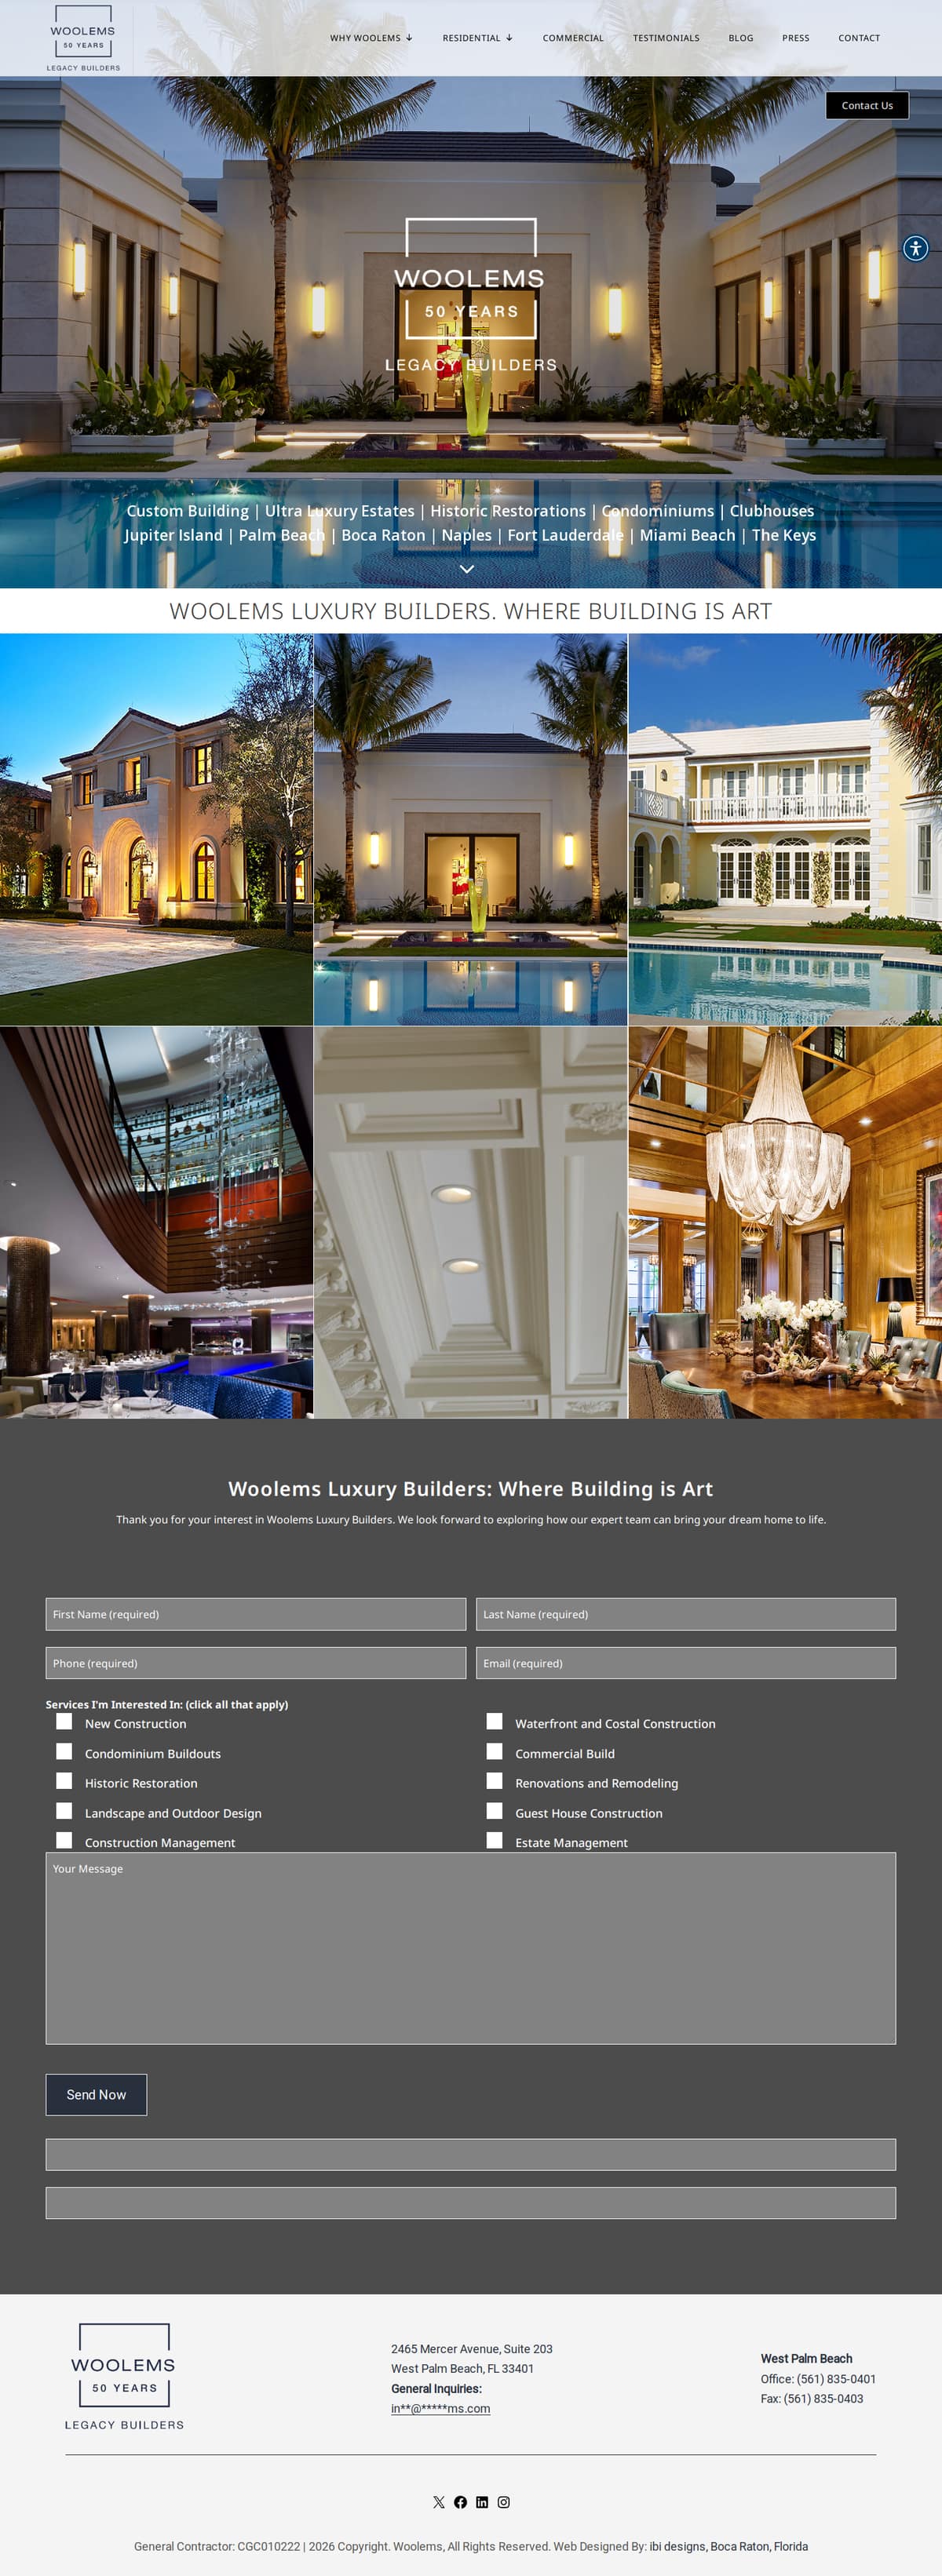 WOOLEMS
50 YEARS
LEGACY BUILDERS
WHY WOOLEMS
RESIDENTIAL
COMMERCIAL
TESTIMONIALS
BLOG
PRESS
CONTACT
Contact Us
WOOLEMS
50 YEARS
LEGACY BUILDERS
Custom Building | Ultra Luxury Estates | Historic Restorations | Condominiums | Clubhouses
Jupiter Island | Palm Beach | Boca Raton | Naples | Fort Lauderdale | Miami Beach | The Keys
WOOLEMS LUXURY BUILDERS. WHERE BUILDING IS ART
Woolems Luxury Builders: Where Building is Art
Thank you for your interest in Woolems Luxury Builders. We look forward to exploring how our expert team can bring your dream home to life.
First Name (required)
Last Name (required)
Phone (required)
Email (required)
Services I'm Interested In: (click all that apply)
New Construction
Waterfront and Costal Construction
Condominium Buildouts
Commercial Build
Historic Restoration
Renovations and Remodeling
Landscape and Outdoor Design
Guest House Construction
Construction Management
Estate Management
Your Message
Send Now
WOOLEMS
50 YEARS
LEGACY BUILDERS
2465 Mercer Avenue, Suite 203
West Palm Beach, FL 33401
General Inquiries:
in**@*****ms.com
West Palm Beach
Office: (561) 835-0401
Fax: (561) 835-0403
General Contractor: CGC010222 | 2026 Copyright. Woolems, All Rights Reserved. Web Designed By: ibi designs, Boca Raton, Florida